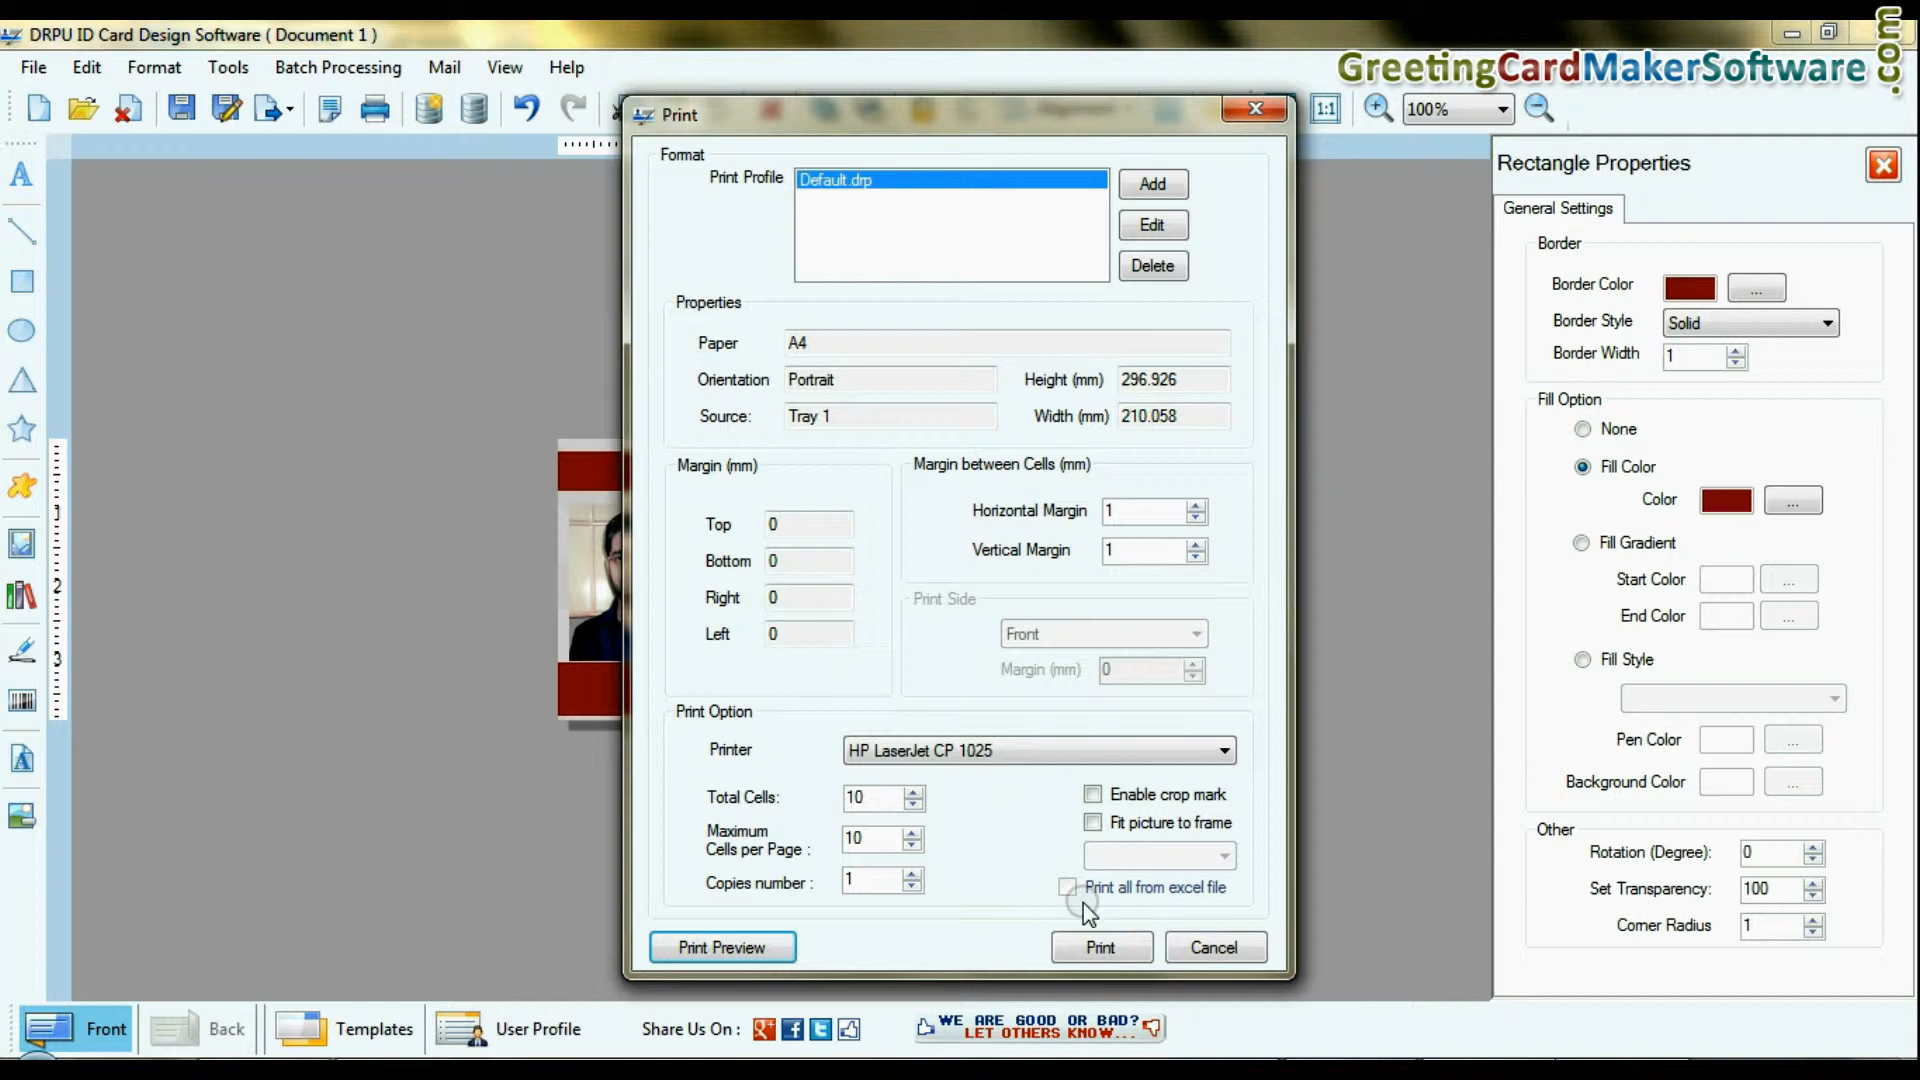 DRPU ID Card Design Software ( Document 1 )
File Edit Format Tools Batch Processing Mail View Help
GreetingCardMakerSoftware.com
1:1 100%
Print
Format
Print Profile Default.drp Add
Edit
Delete
Properties
Paper A4
Orientation Portrait Height (mm) 296.926
Source: Tray 1 Width (mm) 210.058
Margin (mm)
Top 0
Bottom 0
Right 0
Left 0
Margin between Cells (mm)
Horizontal Margin 1
Vertical Margin 1
Print Side
Front
Margin (mm) 0
Print Option
Printer HP LaserJet CP 1025
Total Cells: 10
Maximum
Cells per Page : 10
Copies number : 1
Enable crop mark
Fit picture to frame
Print all from excel file
Print Preview Print Cancel
Rectangle Properties
General Settings
Border
Border Color ...
Border Style Solid
Border Width 1
Fill Option
None
Fill Color
Color ...
Fill Gradient
Start Color ...
End Color ...
Fill Style
Pen Color ...
Background Color ...
Other
Rotation (Degree): 0
Set Transparency: 100
Corner Radius 1
1
2
3
Front Back Templates User Profile Share Us On :
WE ARE GOOD OR BAD?
LET OTHERS KNOW...